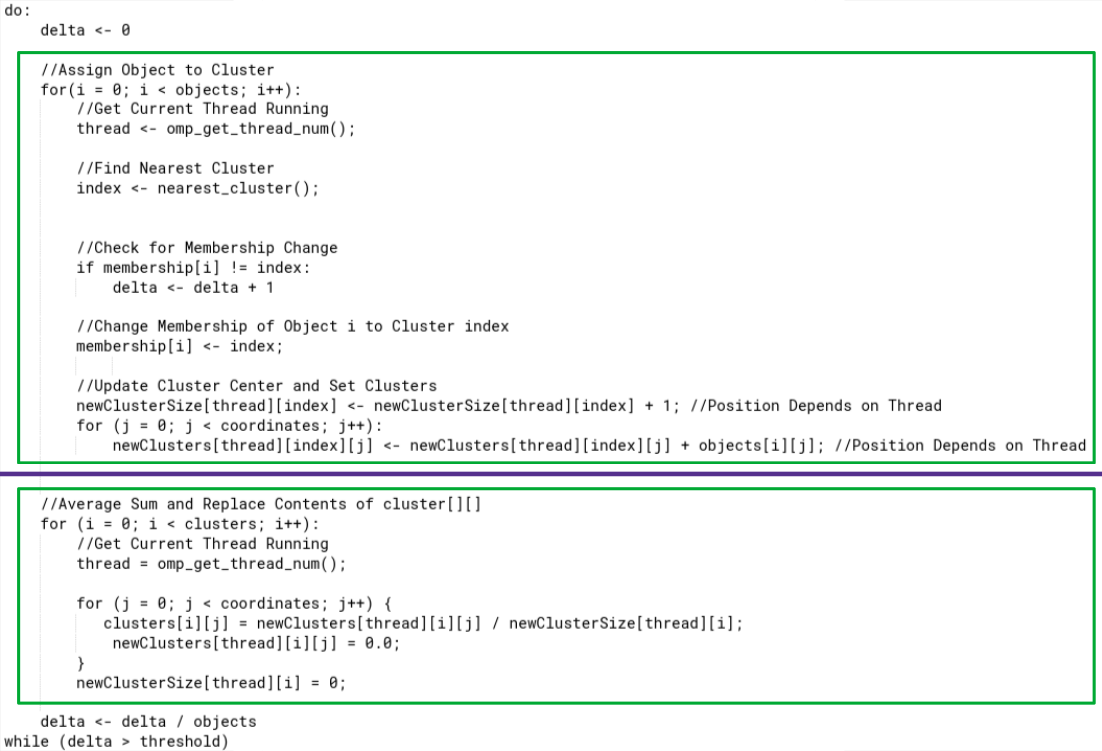 do:
    delta <- 0
    //Assign Object to Cluster
    for(i = 0; i < objects; i++):
        //Get Current Thread Running
        thread <- omp_get_thread_num();
        //Find Nearest Cluster
        index <- nearest_cluster();
        //Check for Membership Change
        if membership[i] != index:
            delta <- delta + 1
        //Change Membership of Object i to Cluster index
        membership[i] <- index;
        //Update Cluster Center and Set Clusters
        newClusterSize[thread][index] <- newClusterSize[thread][index] + 1; //Position Depends on Thread
        for (j = 0; j < coordinates; j++):
            newClusters[thread][index][j] <- newClusters[thread][index][j] + objects[i][j]; //Position Depends on Thread
    //Average Sum and Replace Contents of cluster[][]
    for (i = 0; i < clusters; i++):
        //Get Current Thread Running
        thread = omp_get_thread_num();
        for (j = 0; j < coordinates; j++) {
           clusters[i][j] = newClusters[thread][i][j] / newClusterSize[thread][i];
            newClusters[thread][i][j] = 0.0;
        }
        newClusterSize[thread][i] = 0;
    delta <- delta / objects
while (delta > threshold)